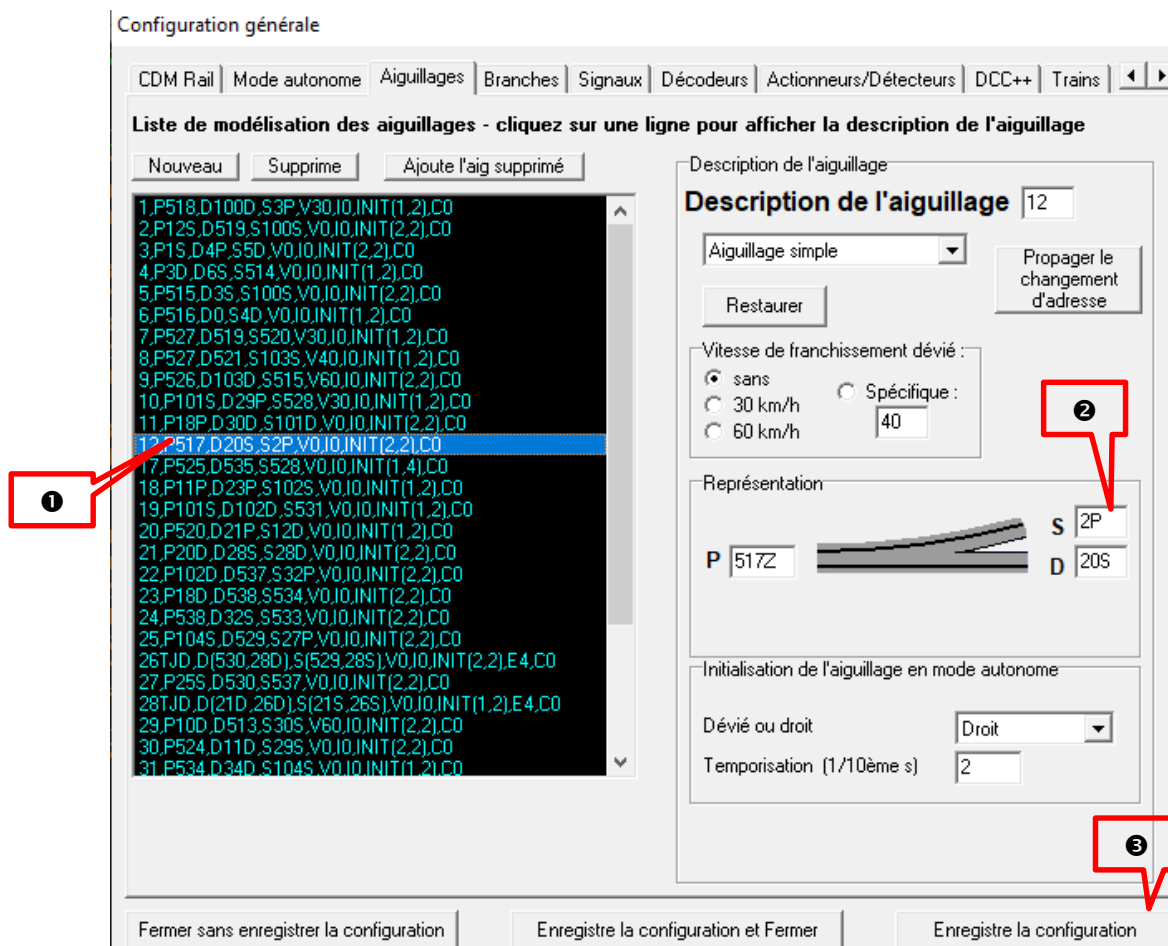 Configuration générale
CDM Rail Mode autonome Aiguillages Branches Signaux Décodeurs Actionneurs/Détecteurs DCC++ Trains
Liste de modélisation des aiguillages - cliquez sur une ligne pour afficher la description de l'aiguillage
Nouveau Supprime Ajoute l'aig supprimé
1,P518,D100D,S3P,V30,I0,INIT(1,2),C0
2,P12S,D519,S100S,V0,I0,INIT(2,2),C0
3,P1S,D4P,S5D,V0,I0,INIT(2,2),C0
4,P3D,D6S,S514,V0,I0,INIT(1,2),C0
5,P515,D3S,S100S,V0,I0,INIT(2,2),C0
6,P516,D0,S4D,V0,I0,INIT(1,2),C0
7,P527,D519,S520,V30,I0,INIT(1,2),C0
8,P527,D521,S103S,V40,I0,INIT(1,2),C0
9,P526,D103D,S515,V60,I0,INIT(2,2),C0
10,P101S,D29P,S528,V30,I0,INIT(1,2),C0
11,P18P,D30D,S101D,V0,I0,INIT(2,2),C0
12,P517,D20S,S2P,V0,I0,INIT(2,2),C0
17,P525,D535,S528,V0,I0,INIT(1,4),C0
18,P11P,D23P,S102S,V0,I0,INIT(1,2),C0
19,P101S,D102D,S531,V0,I0,INIT(1,2),C0
20,P520,D21P,S12D,V0,I0,INIT(1,2),C0
21,P20D,D28S,S28D,V0,I0,INIT(2,2),C0
22,P102D,D537,S32P,V0,I0,INIT(2,2),C0
23,P18D,D538,S534,V0,I0,INIT(2,2),C0
24,P538,D32S,S533,V0,I0,INIT(2,2),C0
25,P104S,D529,S27P,V0,I0,INIT(2,2),C0
26TJD,D(530,28D),S(529,28S),V0,I0,INIT(2,2),E4,C0
27,P25S,D530,S537,V0,I0,INIT(2,2),C0
28TJD,D(21D,26D),S(21S,26S),V0,I0,INIT(1,2),E4,C0
29,P10D,D513,S30S,V60,I0,INIT(2,2),C0
30,P524,D11D,S29S,V0,I0,INIT(2,2),C0
31,P534,D34D,S104S,V0,I0,INIT(1,2),C0
❶
Description de l'aiguillage
Description de l'aiguillage 12
Aiguillage simple
Propager le
changement
d'adresse
Restaurer
Vitesse de franchissement dévié :
sans
Spécifique :
30 km/h
40
60 km/h
❷
Représentation
S 2P
P 517Z
D 20S
Initialisation de l'aiguillage en mode autonome
Dévié ou droit Droit
Temporisation (1/10ème s) 2
❸
Fermer sans enregistrer la configuration Enregistre la configuration et Fermer Enregistre la configuration